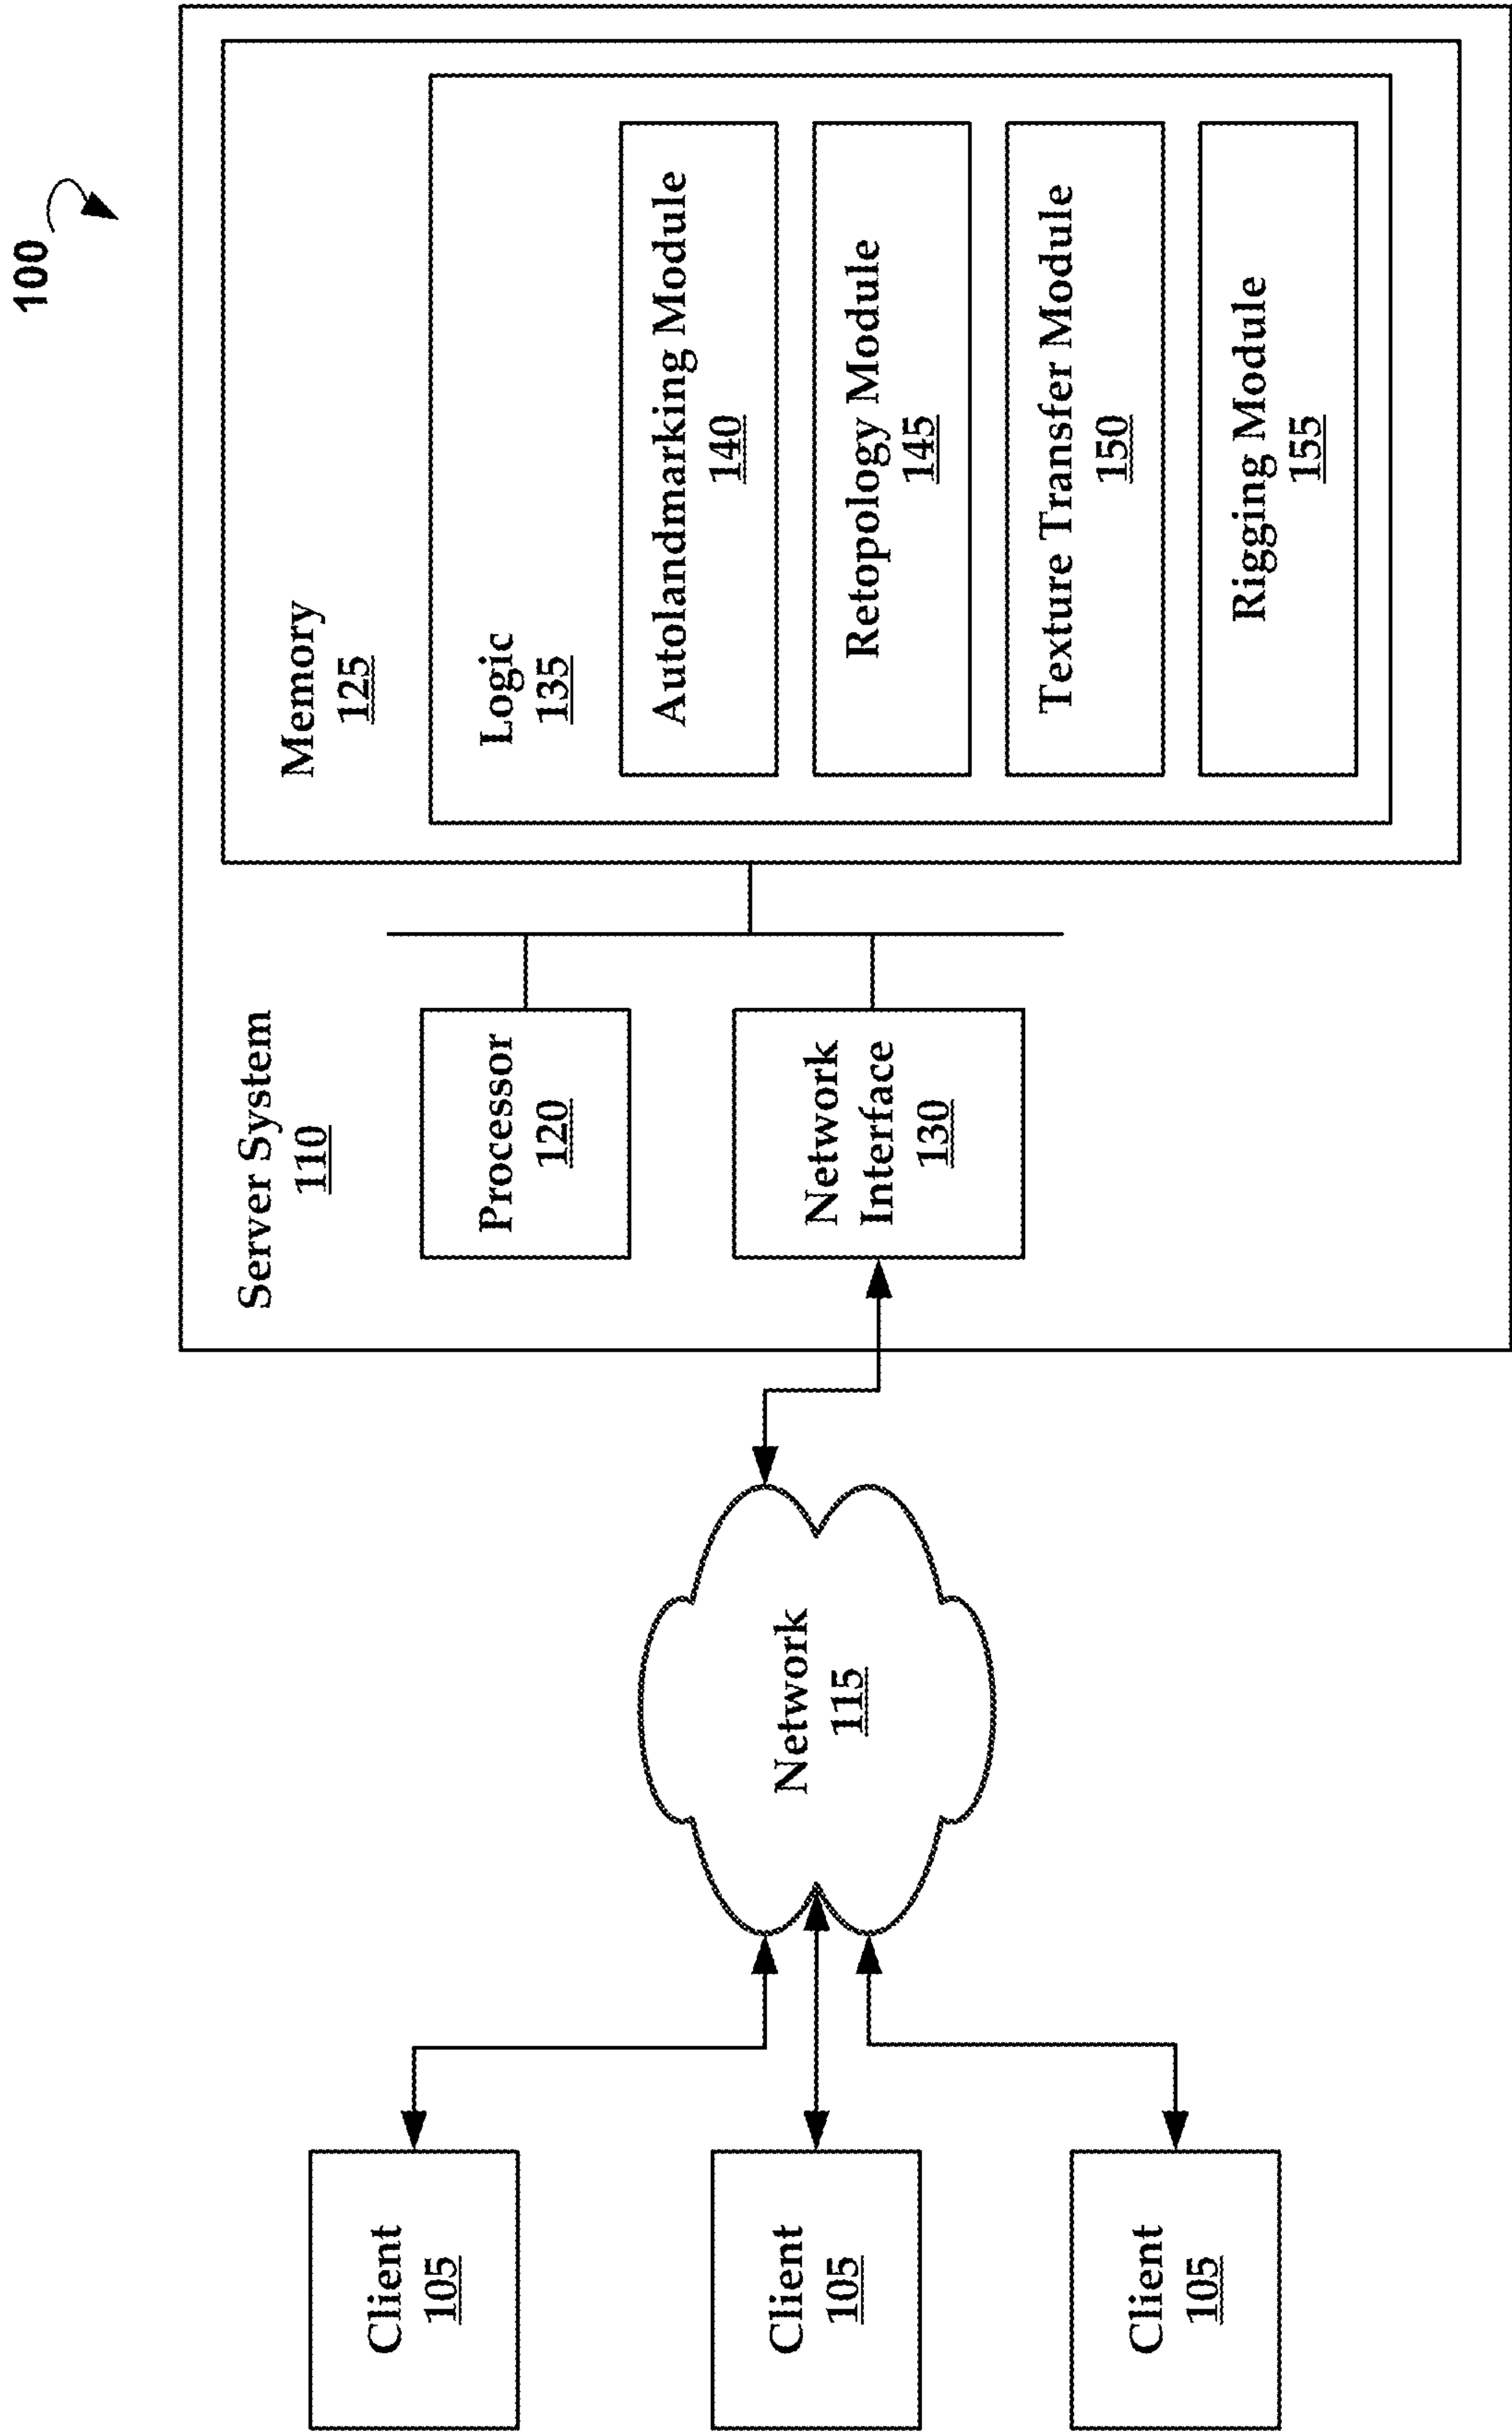 100
Server System
110
Memory
125
Logic
135
Autolandmarking Module
140
Retopology Module
145
Texture Transfer Module
150
Rigging Module
155
Processor
120
Network
Interface
130
Network
115
Client
105
Client
105
Client
105